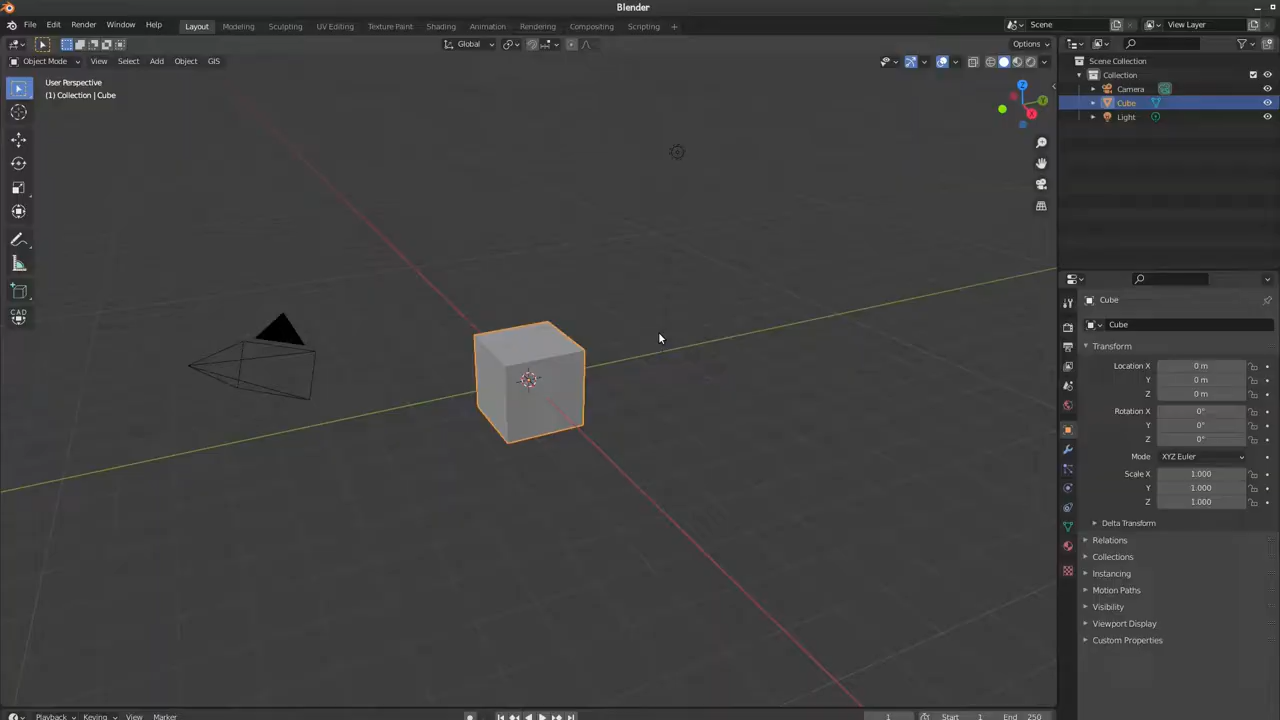 Blender
File Edit Render Window Help Layout Modeling Sculpting UV Editing Texture Paint Shading Animation Rendering Compositing Scripting + Scene View Layer
Global Options
Object Mode View Select Add Object GIS
User Perspective
(1) Collection | Cube
Z
Y
X
CAD
Scene Collection
Collection
Camera
Cube
Light
Cube
Cube
Transform
Location X 0 m
Y 0 m
Z 0 m
Rotation X 0°
Y 0°
Z 0°
Mode XYZ Euler
Scale X 1.000
Y 1.000
Z 1.000
Delta Transform
Relations
Collections
Instancing
Motion Paths
Visibility
Viewport Display
Custom Properties
Playback Keying View Marker 1 Start 1 End 250